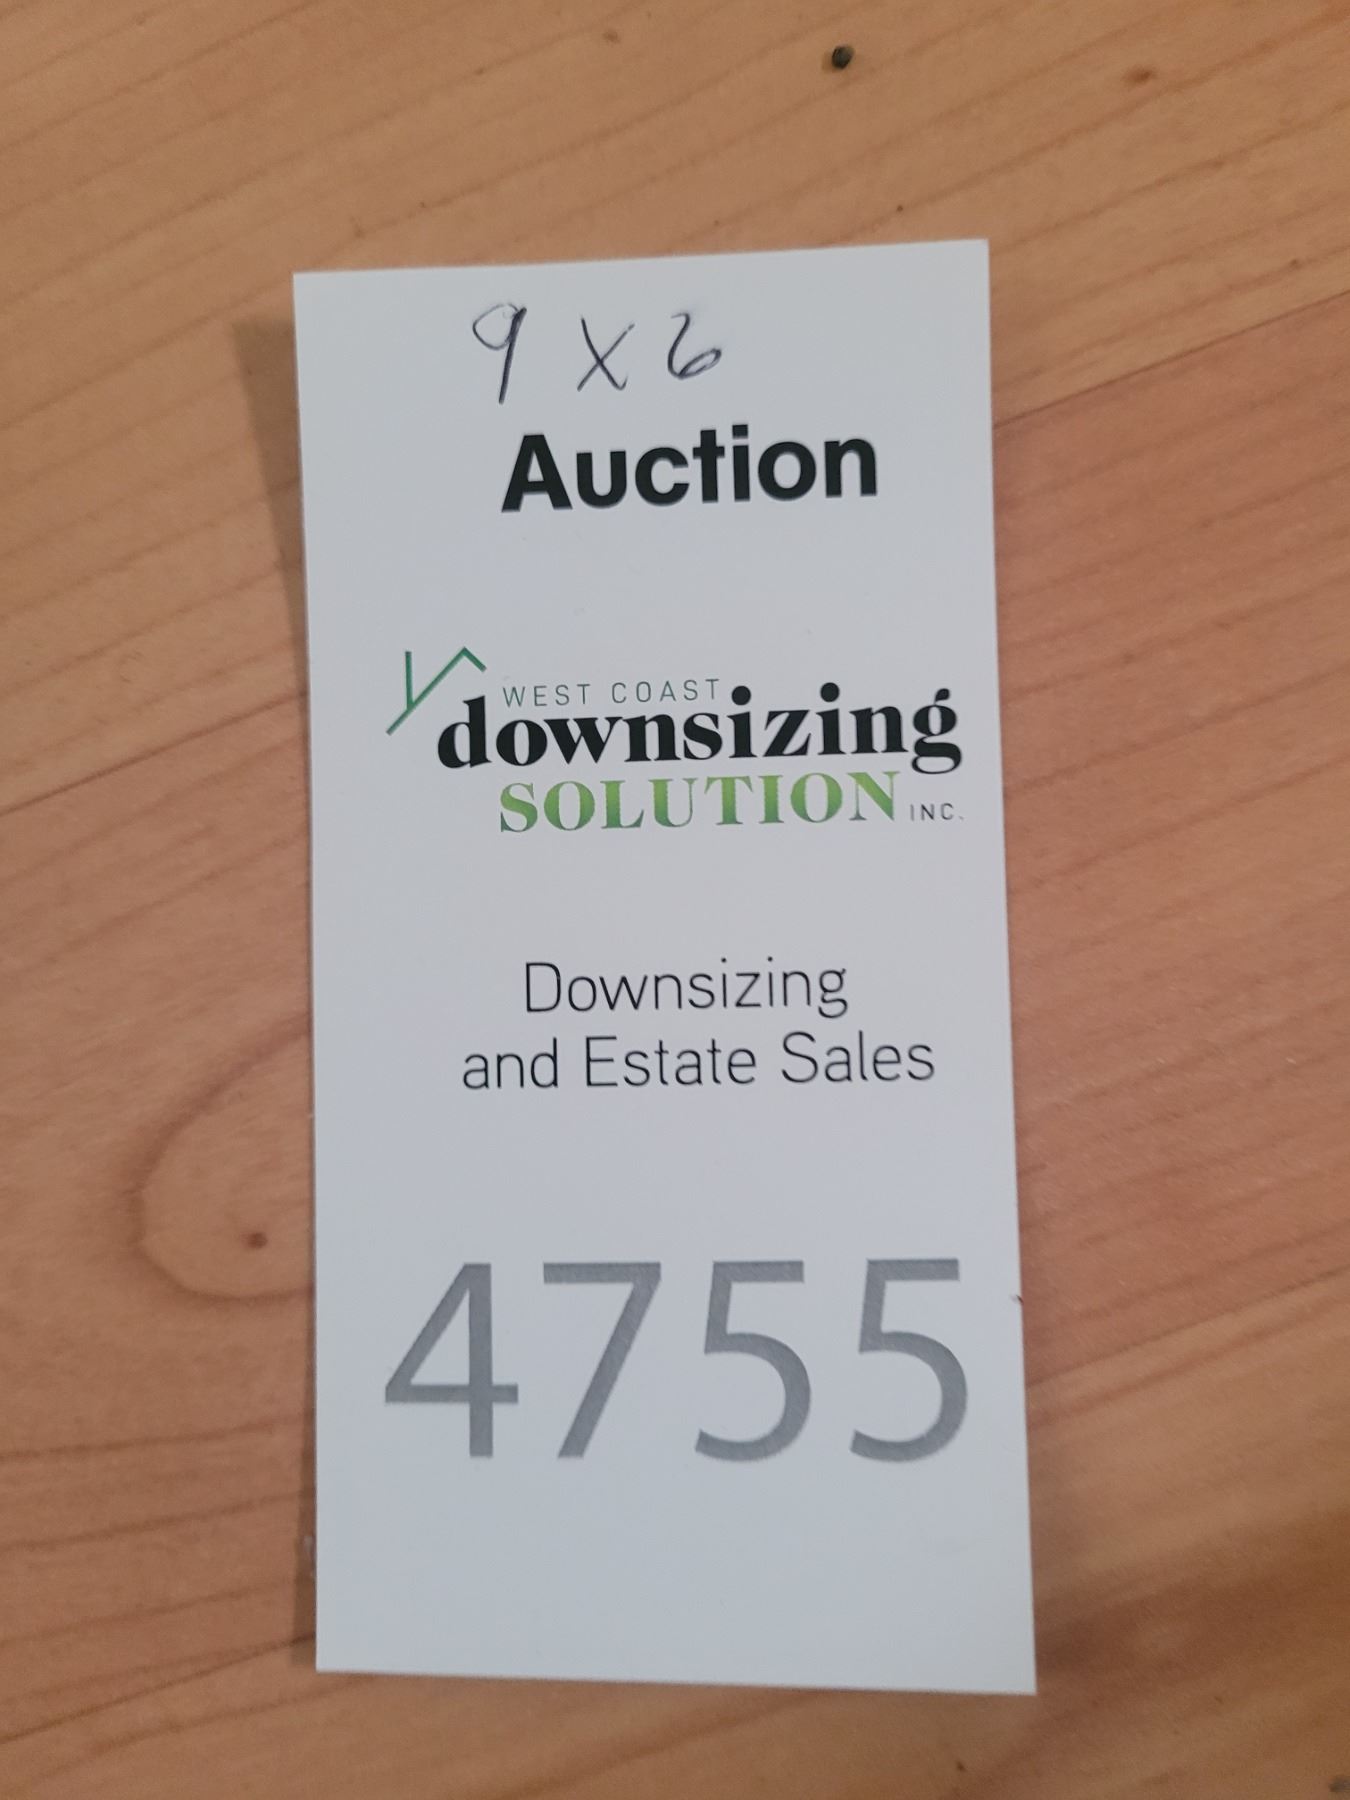 9 x 6
Auction
WEST COAST
downsizing
SOLUTION INC.
Downsizing
and Estate Sales
4755